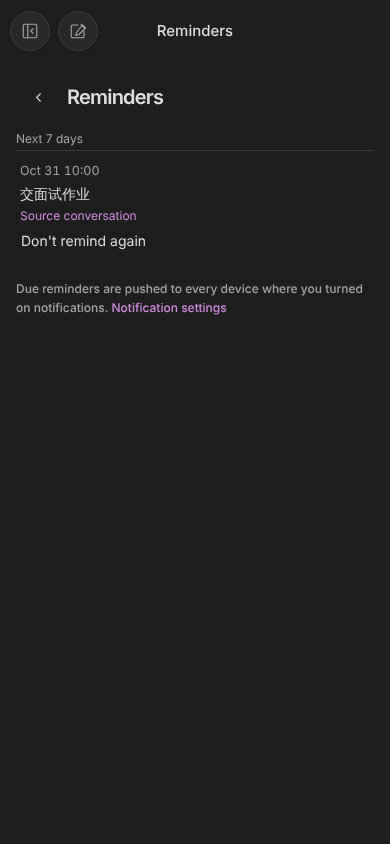 Reminders
Reminders
Next 7 days
Oct 31 10:00
交面试作业
Source conversation
Don't remind again
Due reminders are pushed to every device where you turned
on notifications. Notification settings